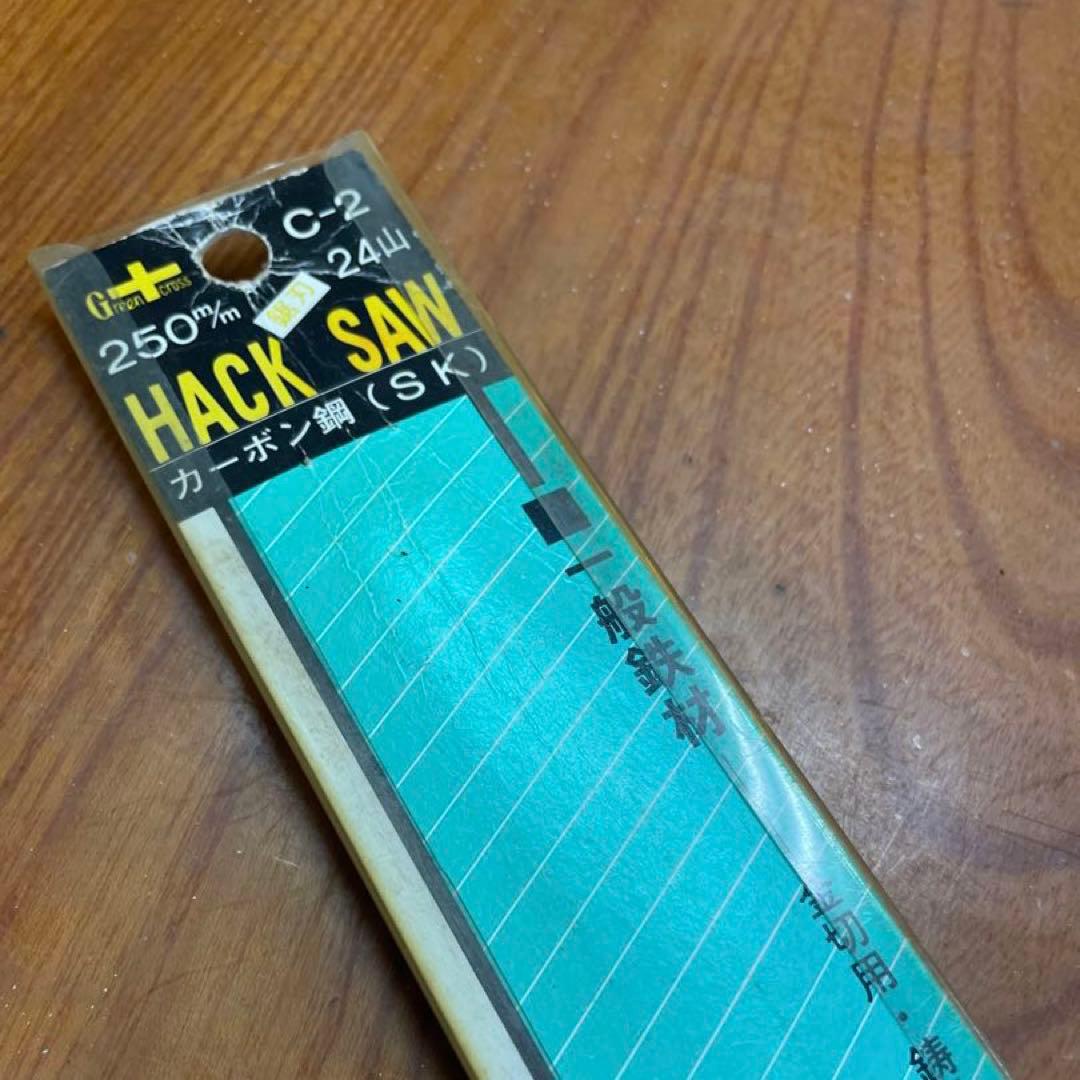 C-2
Green cross
24山
250m/m
鋸刃
HACK SAW
カーボン鋼(SK)
■一般鉄材
切用・鋳